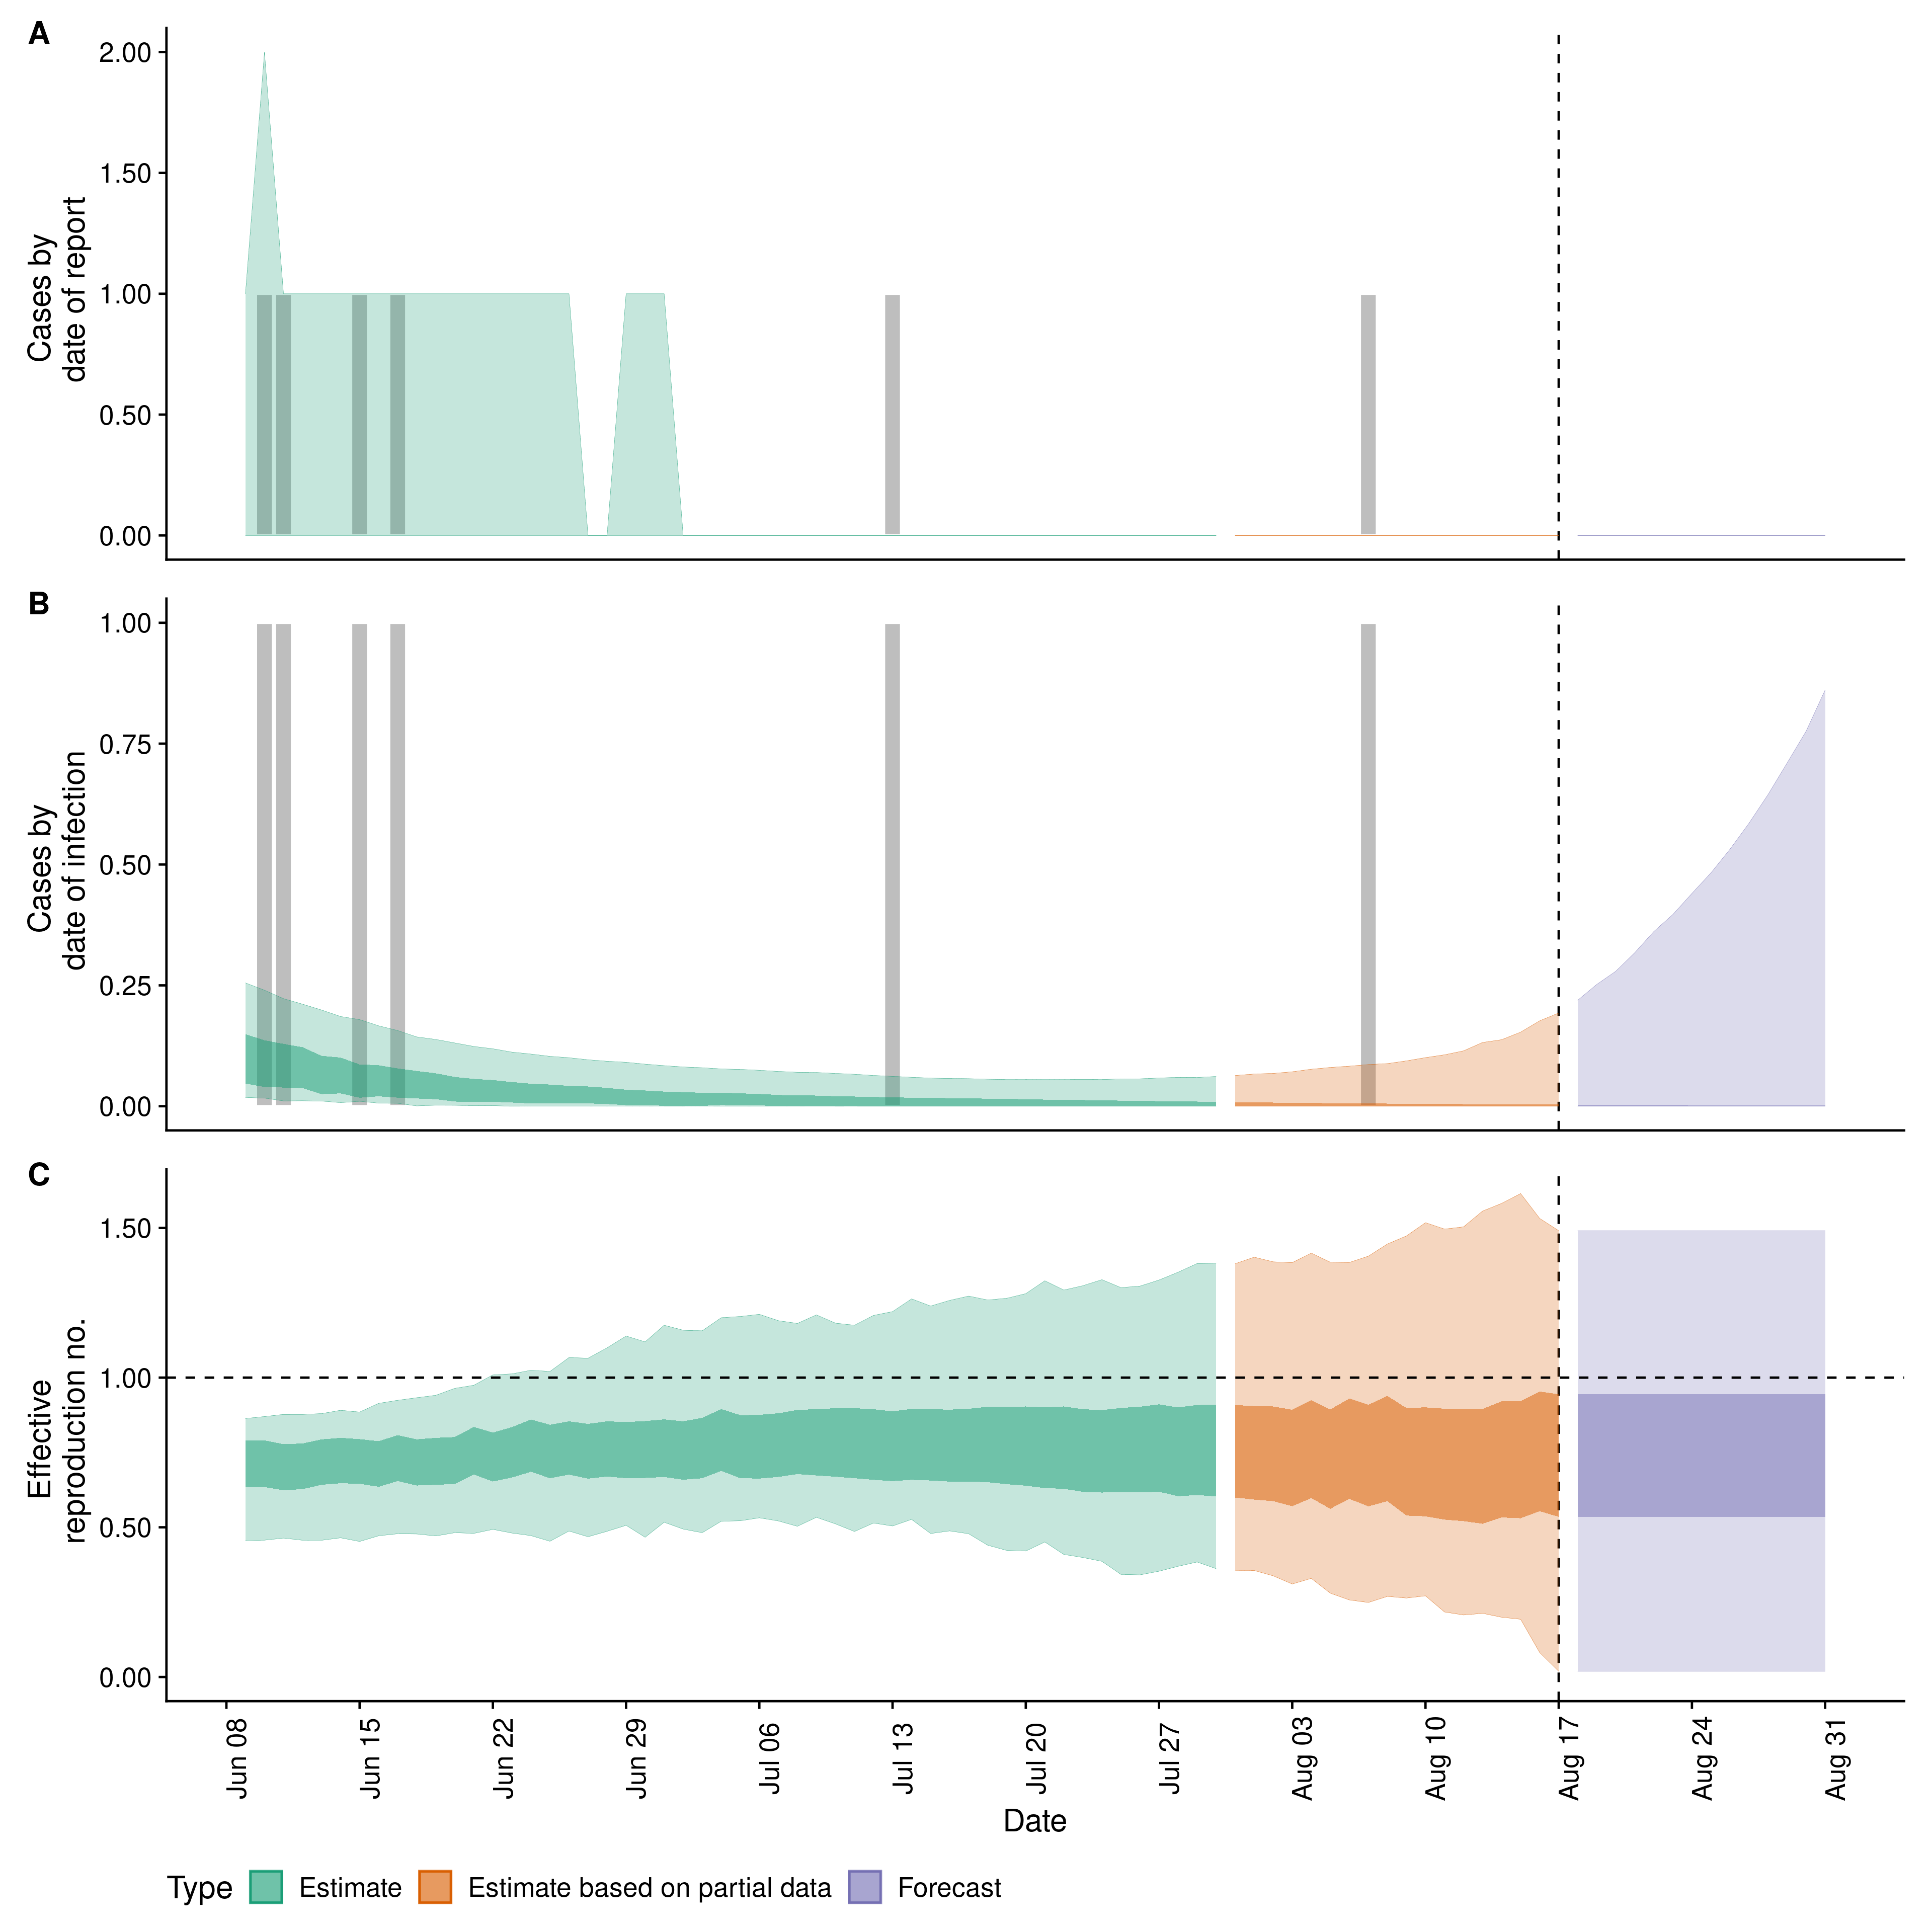 A
Cases by
date of report
2.00
1.50
1.00
0.50
0.00
B
Cases by
date of infection
1.00
0.75
0.50
0.25
0.00
C
Effective
reproduction no.
1.50
1.00
0.50
0.00
Jun 08
Jun 15
Jun 22
Jun 29
Jul 06
Jul 13
Jul 20
Jul 27
Aug 03
Aug 10
Aug 17
Aug 24
Aug 31
Date
Type Estimate Estimate based on partial data Forecast